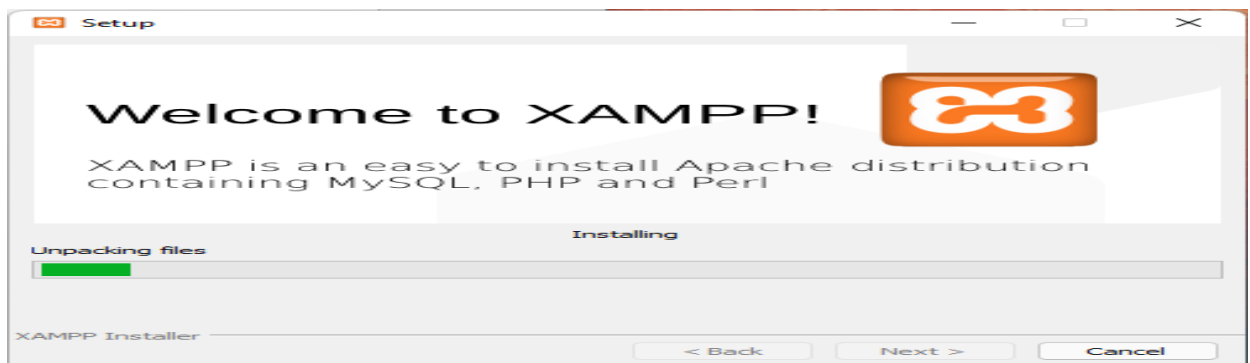 Setup
Welcome to XAMPP!
XAMPP is an easy to install Apache distribution
containing MySQL, PHP and Perl
Installing
Unpacking files
XAMPP Installer
< Back
Next >
Cancel